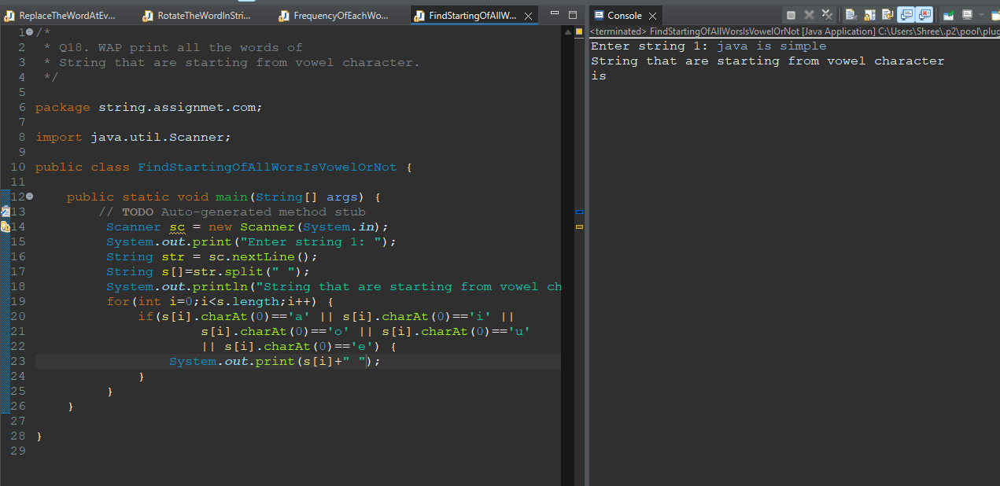 ReplaceTheWordAtEv... RotateTheWordInStri... FrequencyOfEachWo... FindStartingOfAllW...
1 /*
2 * Q18. WAP print all the words of
3 * String that are starting from vowel character.
4 */
5
6 package string.assignmet.com;
7
8 import java.util.Scanner;
9
10 public class FindStartingOfAllWorsIsVowelOrNot {
11
12 public static void main(String[] args) {
13 // TODO Auto-generated method stub
14 Scanner sc = new Scanner(System.in);
15 System.out.print("Enter string 1: ");
16 String str = sc.nextLine();
17 String s[]=str.split(" ");
18 System.out.println("String that are starting from vowel ch
19 for(int i=0;i<s.length;i++) {
20 if(s[i].charAt(0)=='a' || s[i].charAt(0)=='i' ||
21 s[i].charAt(0)=='o' || s[i].charAt(0)=='u'
22 || s[i].charAt(0)=='e') {
23 System.out.print(s[i]+" ");
24 }
25 }
26 }
27
28 }
29
Console
<terminated> FindStartingOfAllWorsIsVowelOrNot [Java Application] C:\Users\Shree\.p2\pool\plug
Enter string 1: java is simple
String that are starting from vowel character
is